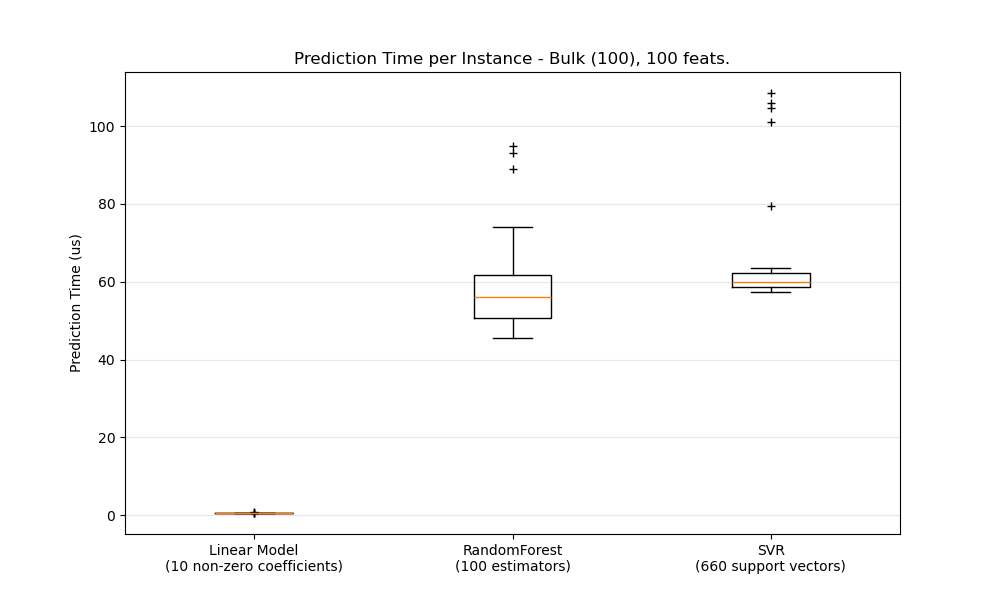 Prediction Time per Instance - Bulk (100), 100 feats.
Prediction Time (us)
100
80
60
40
20
0
Linear Model
(10 non-zero coefficients)
RandomForest
(100 estimators)
SVR
(660 support vectors)